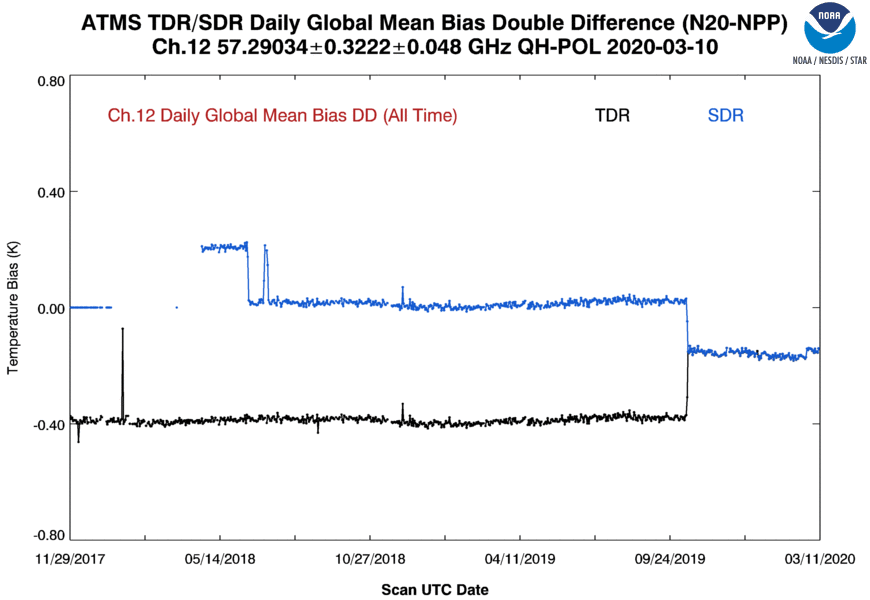 ATMS TDR/SDR Daily Global Mean Bias Double Difference (N20-NPP)
Ch.12 57.29034±0.3222±0.048 GHz QH-POL 2020-03-10
NOAA
NOAA / NESDIS / STAR
Ch.12 Daily Global Mean Bias DD (All Time)
TDR
SDR
0.80
0.40
0.00
-0.40
-0.80
Temperature Bias (K)
11/29/2017
05/14/2018
10/27/2018
04/11/2019
09/24/2019
03/11/2020
Scan UTC Date